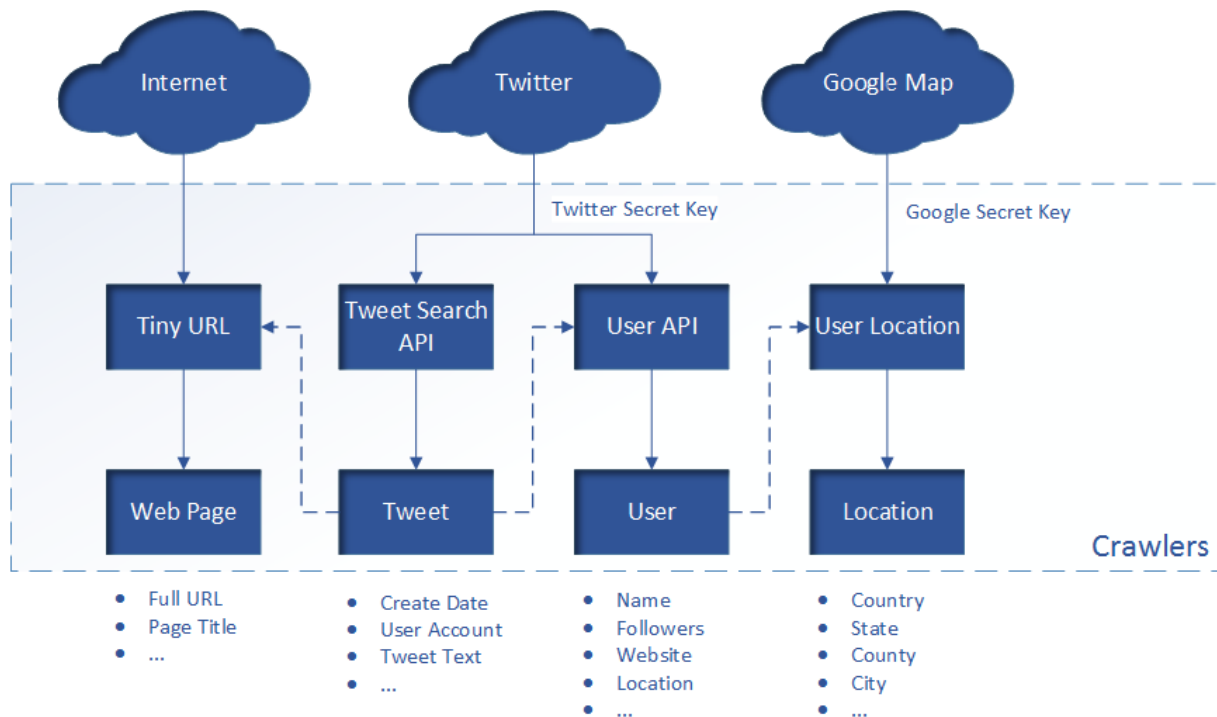 Internet
Twitter
Google Map
Twitter Secret Key
Google Secret Key
Tiny URL
Tweet Search
API
User API
User Location
Web Page
Tweet
User
Location
Crawlers
• Full URL
• Page Title
• ...
• Create Date
• User Account
• Tweet Text
• ...
• Name
• Followers
• Website
• Location
• ...
• Country
• State
• County
• City
• ...